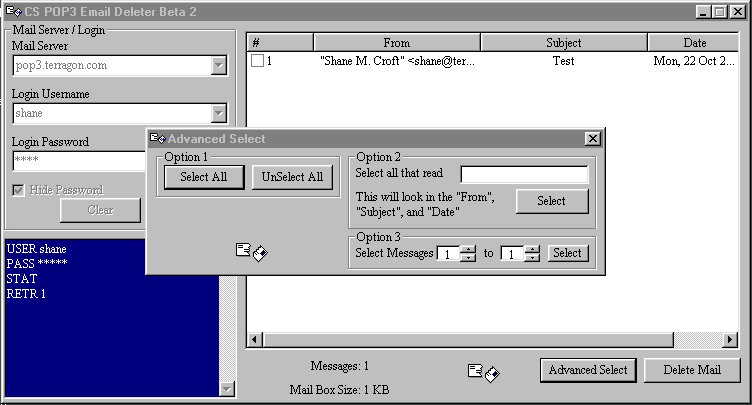 CS POP3 Email Deleter Beta 2
Mail Server / Login
Mail Server
pop3.terragon.com
Login Username
shane
Login Password
****
Hide Password
Clear
USER shane
PASS *****
STAT
RETR 1
# From Subject Date
1 "Shane M. Croft" <shane@ter... Test Mon, 22 Oct 2...
Advanced Select
Option 1
Select All UnSelect All
Option 2
Select all that read
This will look in the "From",
"Subject", and "Date"
Select
Option 3
Select Messages 1 to 1 Select
Messages: 1
Mail Box Size: 1 KB
Advanced Select Delete Mail